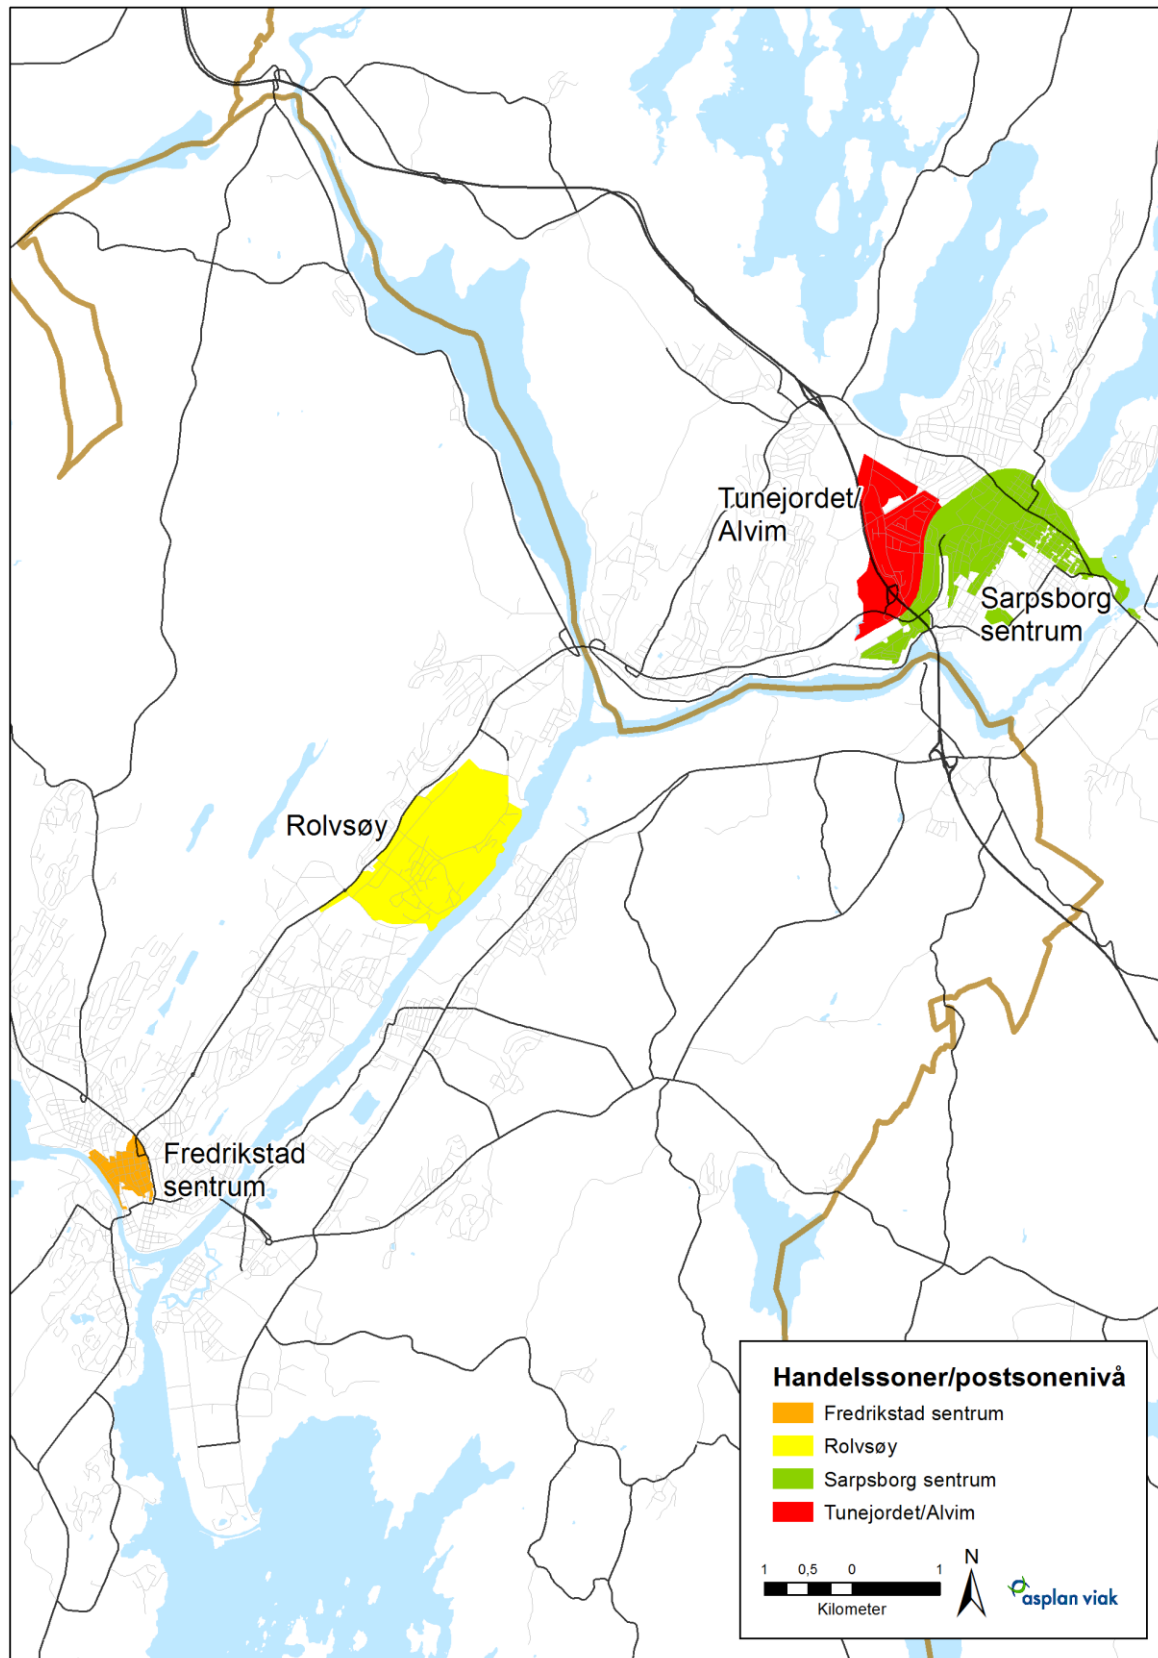 Tunejordet/
Alvim
Sarpsborg
sentrum
Rolvsøy
Fredrikstad
sentrum
Handelssoner/postsonenivå
Fredrikstad sentrum
Rolvsøy
Sarpsborg sentrum
Tunejordet/Alvim
1 0,5 0 1
Kilometer
N
asplan viak